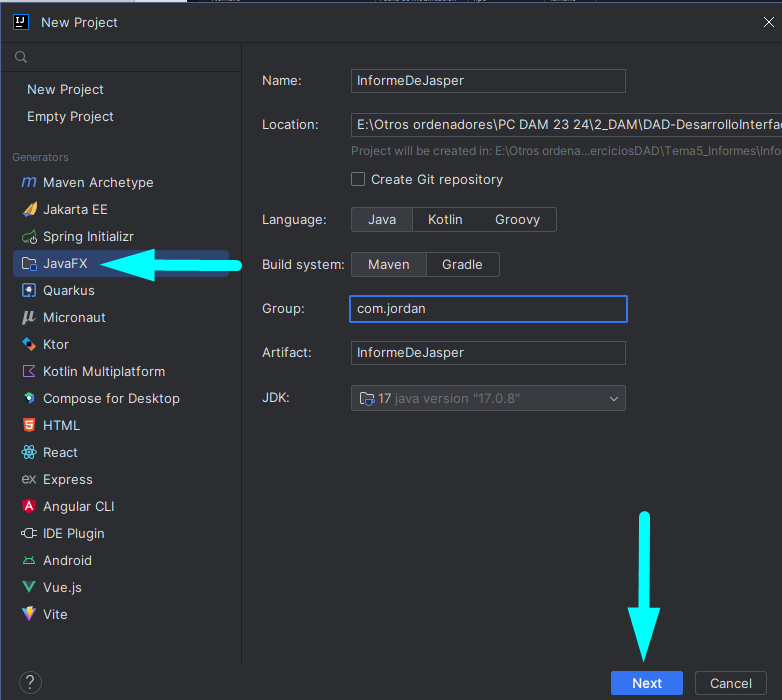 New Project
New Project
Empty Project
Generators
Maven Archetype
Jakarta EE
Spring Initializr
JavaFX
Quarkus
Micronaut
Ktor
Kotlin Multiplatform
Compose for Desktop
HTML
React
ex Express
Angular CLI
IDE Plugin
Android
Vue.js
Vite
Name: InformeDeJasper
Location: E:\Otros ordenadores\PC DAM 23 24\2_DAM\DAD-DesarrolloInterfa
Project will be created in: E:\Otros ordena...erciciosDAD\Tema5_Informes\Info
Create Git repository
Language: Java Kotlin Groovy
Build system: Maven Gradle
Group: com.jordan
Artifact: InformeDeJasper
JDK: 17 java version "17.0.8"
? Next Cancel